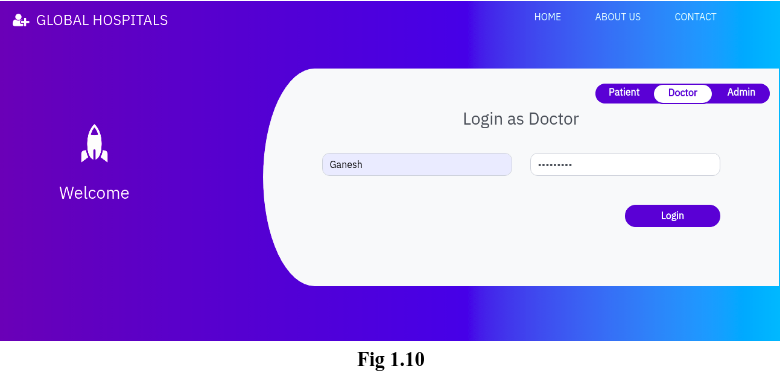 GLOBAL HOSPITALS
HOME ABOUT US CONTACT
Patient Doctor Admin
Login as Doctor
Welcome
Ganesh ---------
Login
Fig 1.10